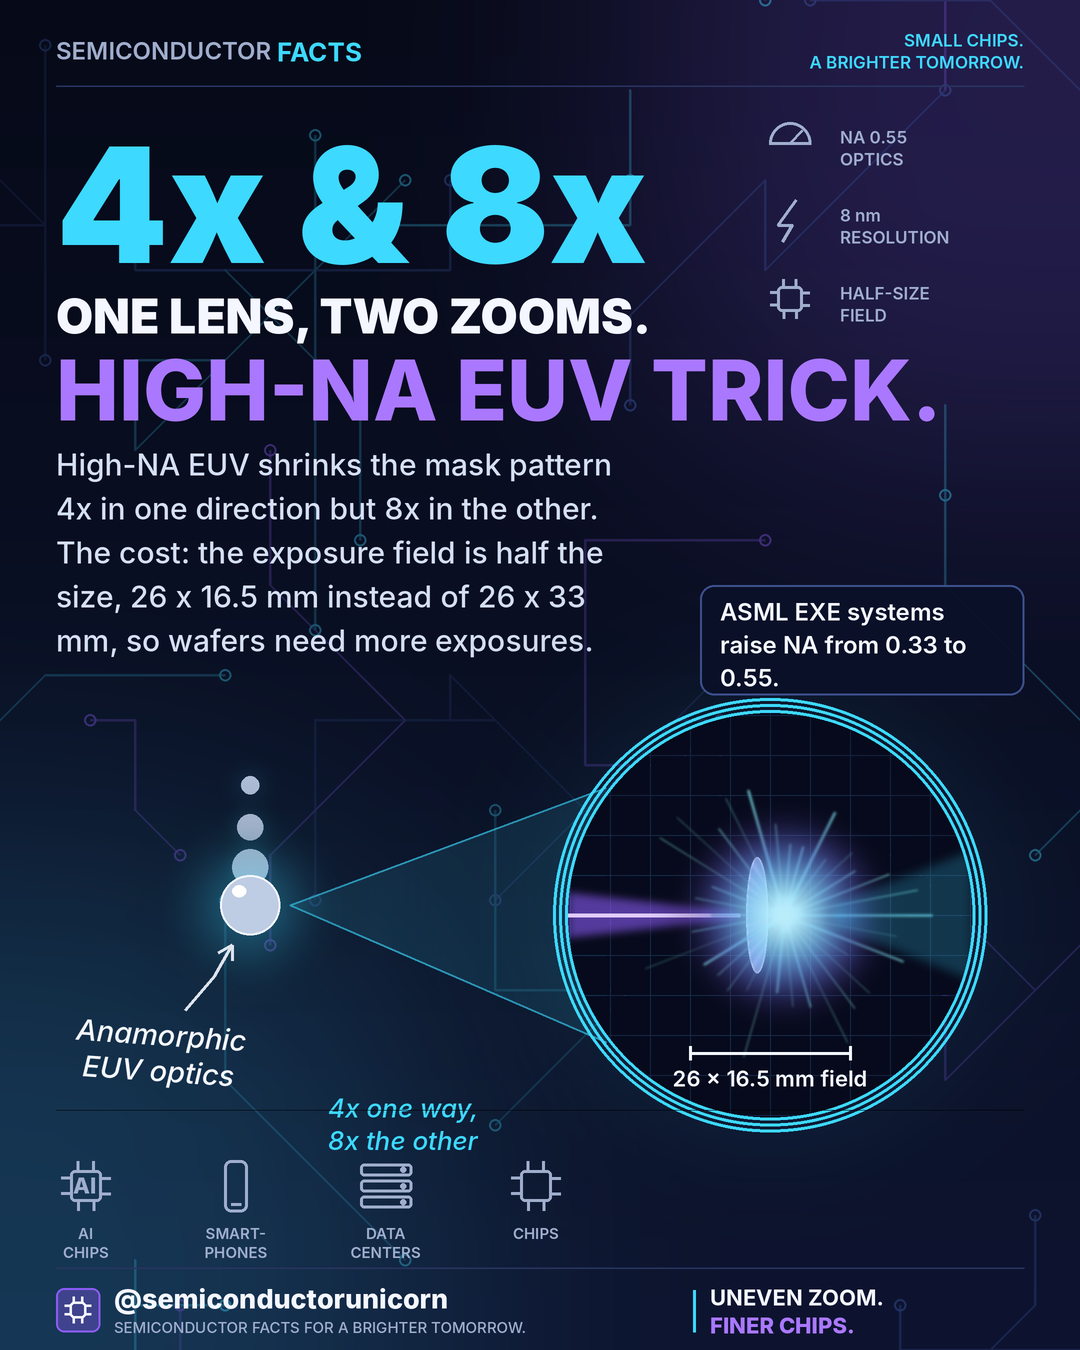 SEMICONDUCTOR FACTS
SMALL CHIPS.
A BRIGHTER TOMORROW.
4x & 8x
ONE LENS, TWO ZOOMS.
HIGH-NA EUV TRICK.
NA 0.55
OPTICS
8 nm
RESOLUTION
HALF-SIZE
FIELD
High-NA EUV shrinks the mask pattern
4x in one direction but 8x in the other.
The cost: the exposure field is half the
size, 26 x 16.5 mm instead of 26 x 33
mm, so wafers need more exposures.
ASML EXE systems
raise NA from 0.33 to
0.55.
Anamorphic
EUV optics
26 × 16.5 mm field
4x one way,
8x the other
AI
AI
CHIPS
SMART-
PHONES
DATA
CENTERS
CHIPS
@semiconductorunicorn
SEMICONDUCTOR FACTS FOR A BRIGHTER TOMORROW.
UNEVEN ZOOM.
FINER CHIPS.